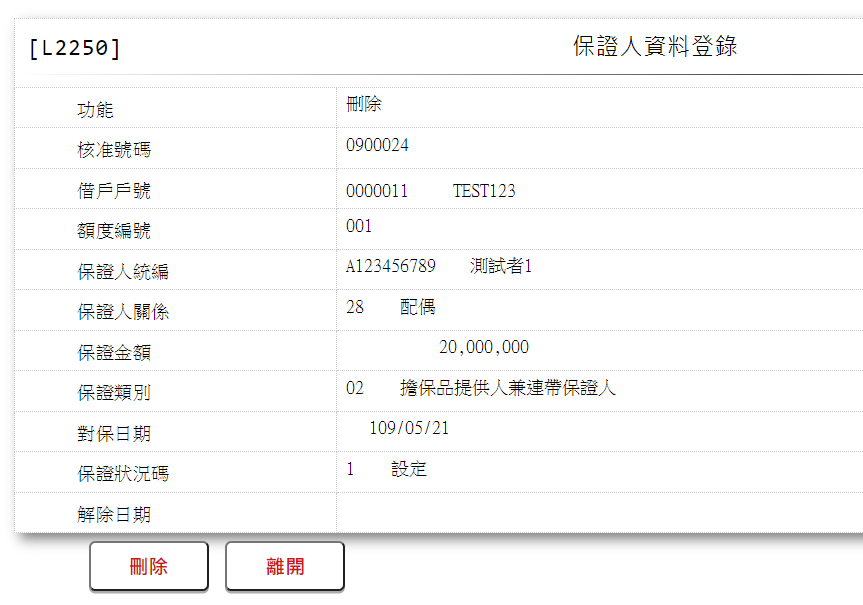 [L2250] 保證人資料登錄
功能 刪除
核准號碼 0900024
借戶戶號 0000011 TEST123
額度編號 001
保證人統編 A123456789 測試者1
保證人關係 28 配偶
保證金額 20,000,000
保證類別 02 擔保品提供人兼連帶保證人
對保日期 109/05/21
保證狀況碼 1 設定
解除日期
刪除 離開